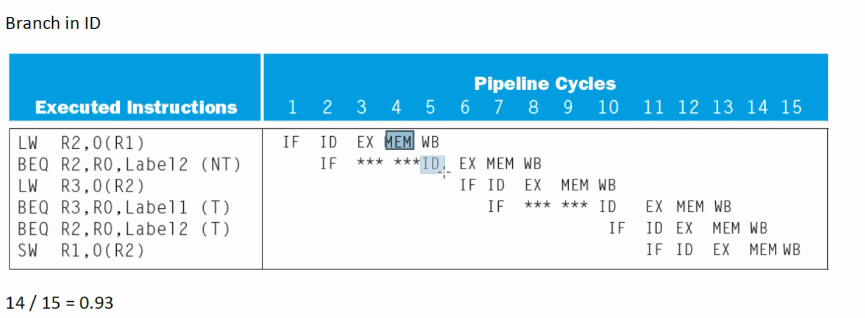 Branch in ID
Pipeline Cycles
Executed Instructions 1 2 3 4 5 6 7 8 9 10 11 12 13 14 15
LW R2,0(R1) IF ID EX MEM WB
BEQ R2,R0,Label2 (NT) IF *** *** ID EX MEM WB
LW R3,0(R2) IF ID EX MEM WB
BEQ R3,R0,Label1 (T) IF *** *** ID EX MEM WB
BEQ R2,R0,Label2 (T) IF ID EX MEM WB
SW R1,0(R2) IF ID EX MEM WB
14 / 15 = 0.93